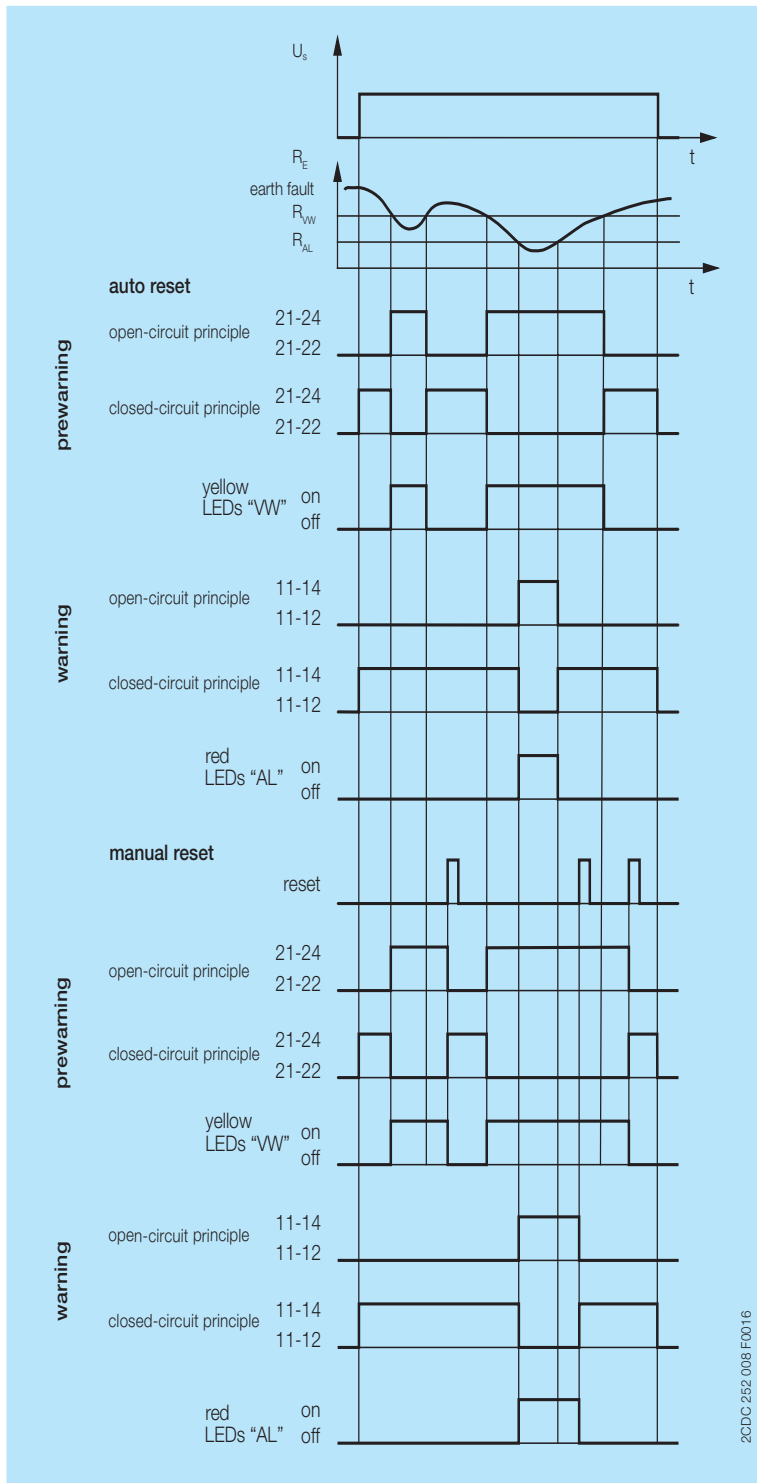 Us
t
RE
earth fault
RVW
RAL
t
auto reset
prewarning
open-circuit principle 21-24
21-22
closed-circuit principle 21-24
21-22
yellow
LEDs “VW” on
off
warning
open-circuit principle 11-14
11-12
closed-circuit principle 11-14
11-12
red
LEDs “AL” on
off
manual reset
reset
prewarning
open-circuit principle 21-24
21-22
closed-circuit principle 21-24
21-22
yellow
LEDs “VW” on
off
warning
open-circuit principle 11-14
11-12
closed-circuit principle 11-14
11-12
red
LEDs “AL” on
off
2CDC 252 008 F0016